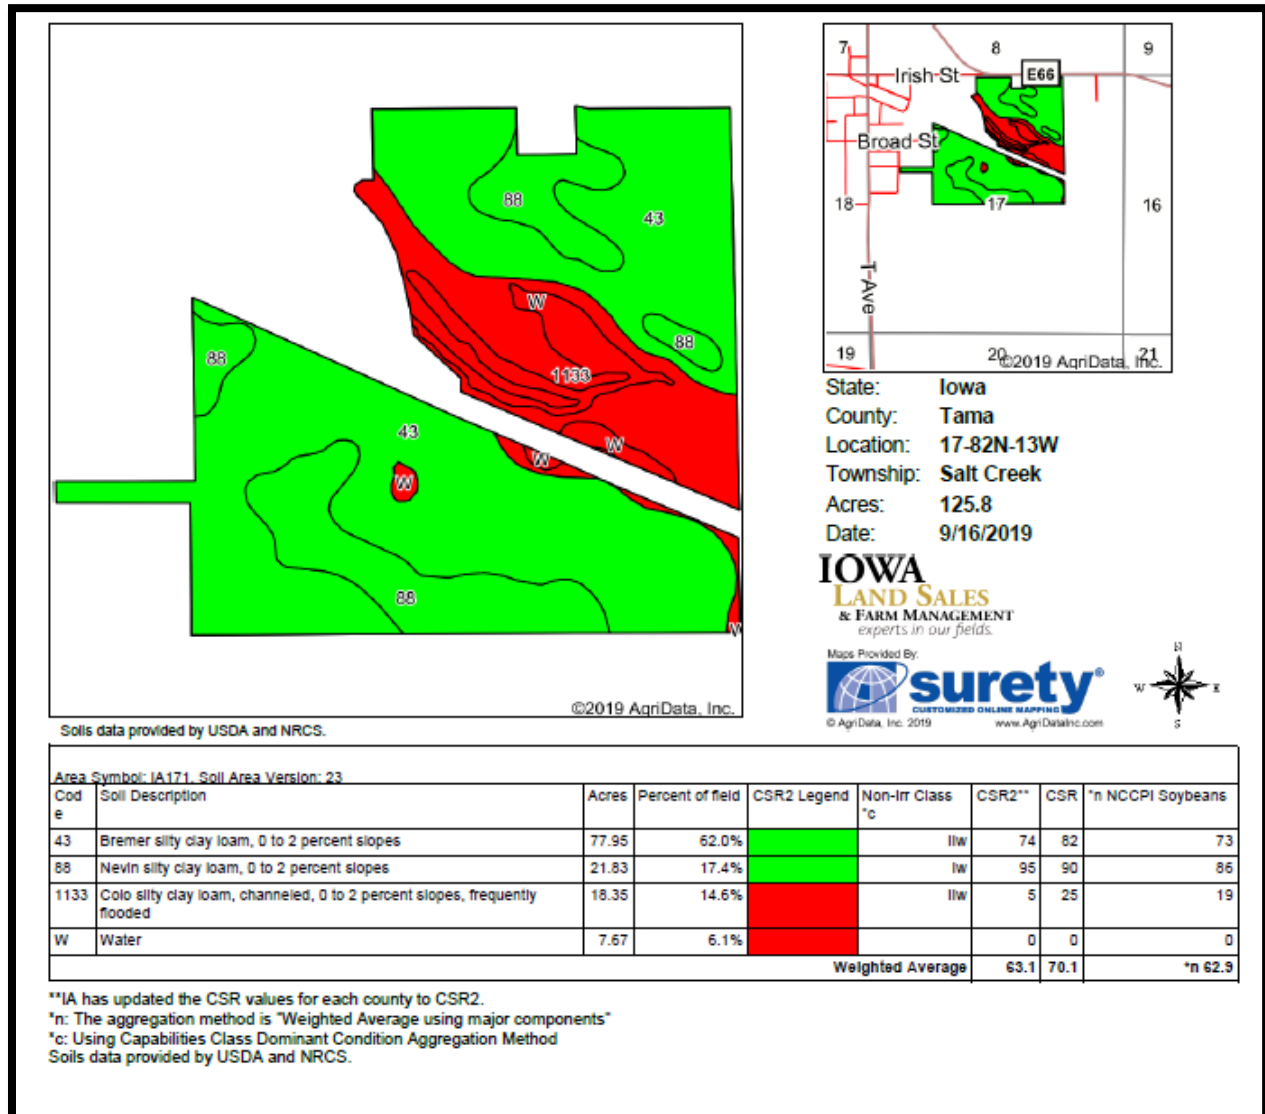 88
43
W
88
1133
88
43
W
W
W
88
W
©2019 AgriData, Inc.
Soils data provided by USDA and NRCS.
7
8
9
Irish St
E66
Broad St
18
17
16
T-Ave
19
20
21
©2019 AgriData, Inc.
State: Iowa
County: Tama
Location: 17-82N-13W
Township: Salt Creek
Acres: 125.8
Date: 9/16/2019
IOWA
LAND SALES
& FARM MANAGEMENT
experts in our fields.
Maps Provided By:
surety®
CUSTOMIZED ONLINE MAPPING
© AgriData, Inc. 2019 www.AgriDataInc.com
N
W E
S
Area Symbol: IA171, Soil Area Version: 23
Code Soil Description Acres Percent of field CSR2 Legend Non-Irr Class *c CSR2** CSR *n NCCPI Soybeans
43 Bremer silty clay loam, 0 to 2 percent slopes 77.95 62.0% IIw 74 82 73
88 Nevin silty clay loam, 0 to 2 percent slopes 21.83 17.4% Iw 95 90 86
1133 Colo silty clay loam, channeled, 0 to 2 percent slopes, frequently flooded 18.35 14.6% IIw 5 25 19
W Water 7.67 6.1% 0 0 0
Weighted Average 63.1 70.1 *n 62.9
**IA has updated the CSR values for each county to CSR2.
*n: The aggregation method is "Weighted Average using major components"
*c: Using Capabilities Class Dominant Condition Aggregation Method
Soils data provided by USDA and NRCS.